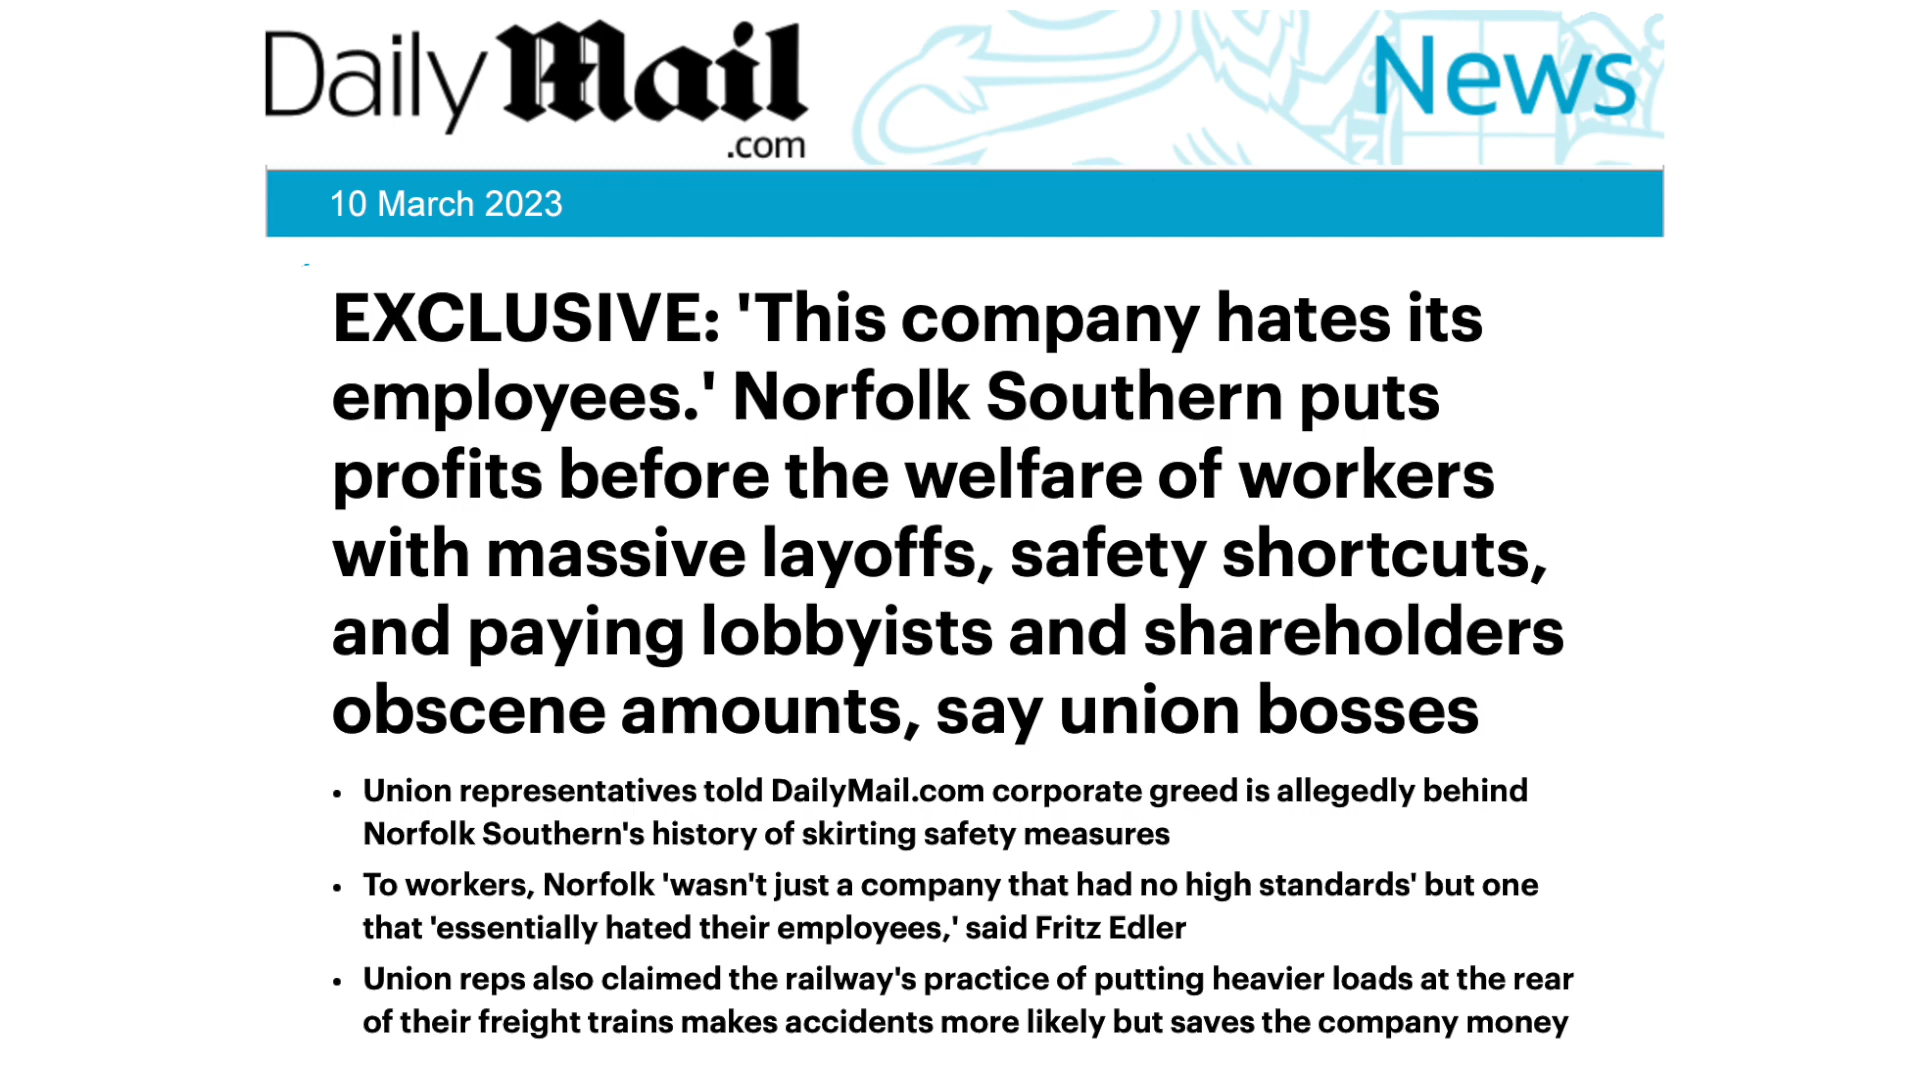 Daily Mail
.com
News
10 March 2023
EXCLUSIVE: 'This company hates its
employees.' Norfolk Southern puts
profits before the welfare of workers
with massive layoffs, safety shortcuts,
and paying lobbyists and shareholders
obscene amounts, say union bosses
• Union representatives told DailyMail.com corporate greed is allegedly behind
Norfolk Southern's history of skirting safety measures
• To workers, Norfolk 'wasn't just a company that had no high standards' but one
that 'essentially hated their employees,' said Fritz Edler
• Union reps also claimed the railway's practice of putting heavier loads at the rear
of their freight trains makes accidents more likely but saves the company money